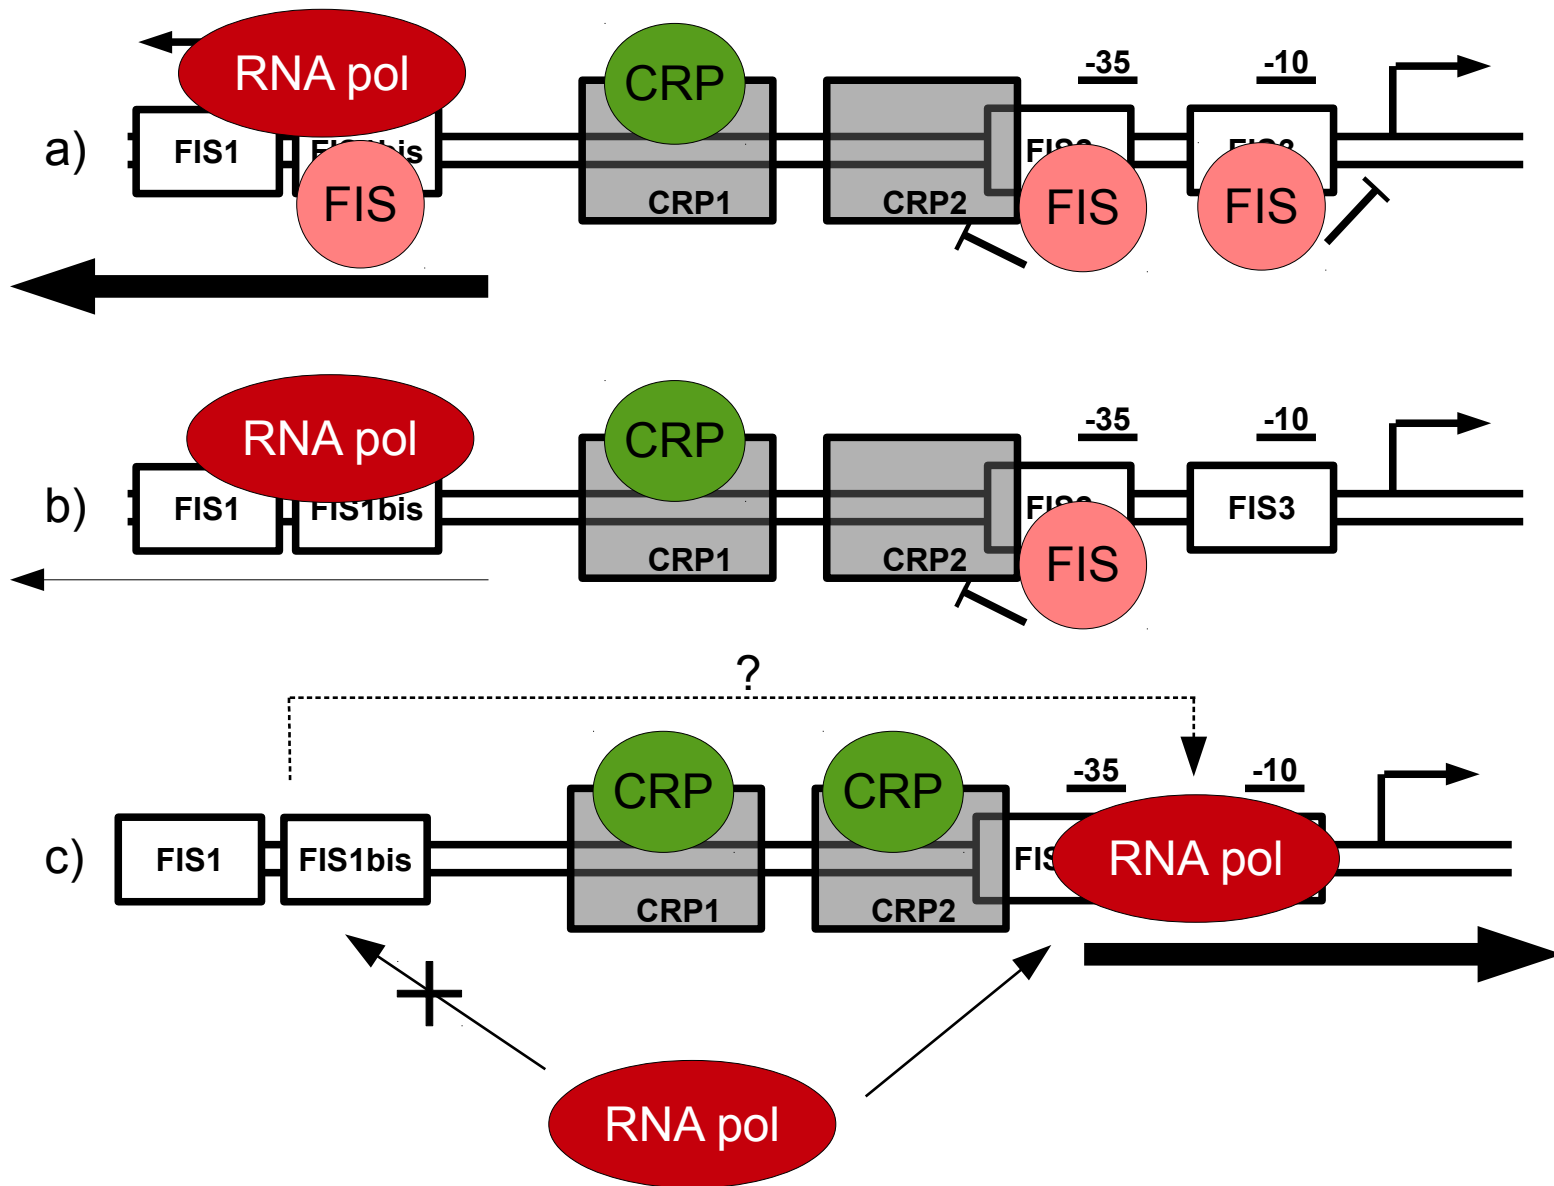 RNA pol
CRP
-35
-10
a)
FIS1
FIS
CRP1
CRP2
FIS
FIS
RNA pol
CRP
-35
-10
b)
FIS1
FIS1bis
FIS3
CRP1
CRP2
FIS
?
CRP
CRP
-35
-10
c)
FIS1
FIS1bis
RNA pol
CRP1
CRP2
RNA pol